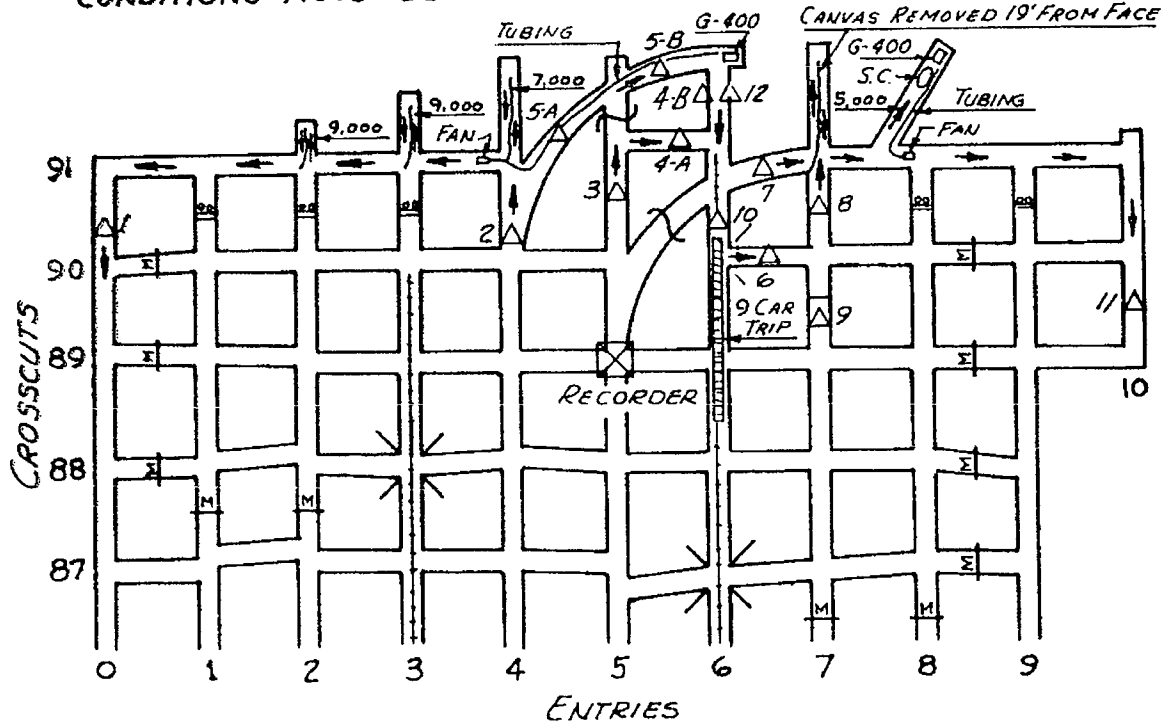 G-400
CANVAS REMOVED 19' FROM FACE
TUBING
5-B
G-400
S.C.
7,000
4-B
12
5,000
TUBING
9,000
5-A
9,000
FAN
FAN
4-A
91
3
7
10
8
1
2
90
6
9 CAR
TRIP
9
11
89
RECORDER
10
CROSSCUTS
88
M
M
M
M
M
M
M
M
M
M
M
87
0 1 2 3 4 5 6 7 8 9
ENTRIES